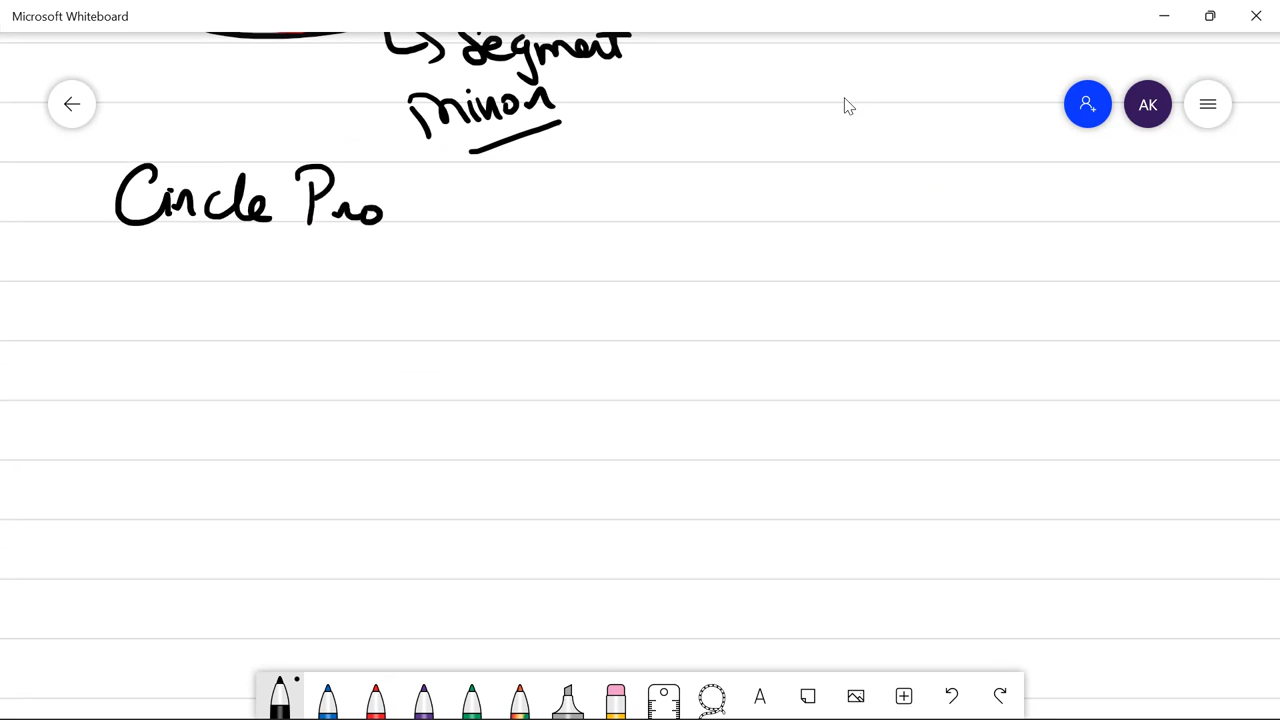 Microsoft Whiteboard
↳ Segment
minor
AK
Circle Pro
A